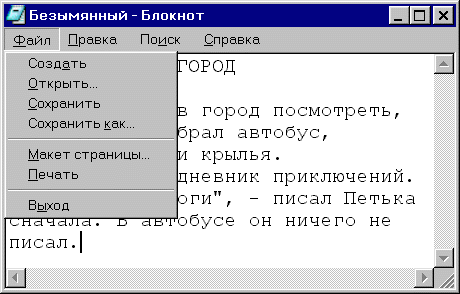 Безымянный - Блокнот
Файл Правка Поиск Справка
Создать
Открыть...
Сохранить
Сохранить как...
Макет страницы...
Печать
Выход
ГОРОД
в город посмотреть,
брал автобус,
и крылья.
дневник приключений.
оги", - писал Петька
сначала. В автобусе он ничего не
писал.